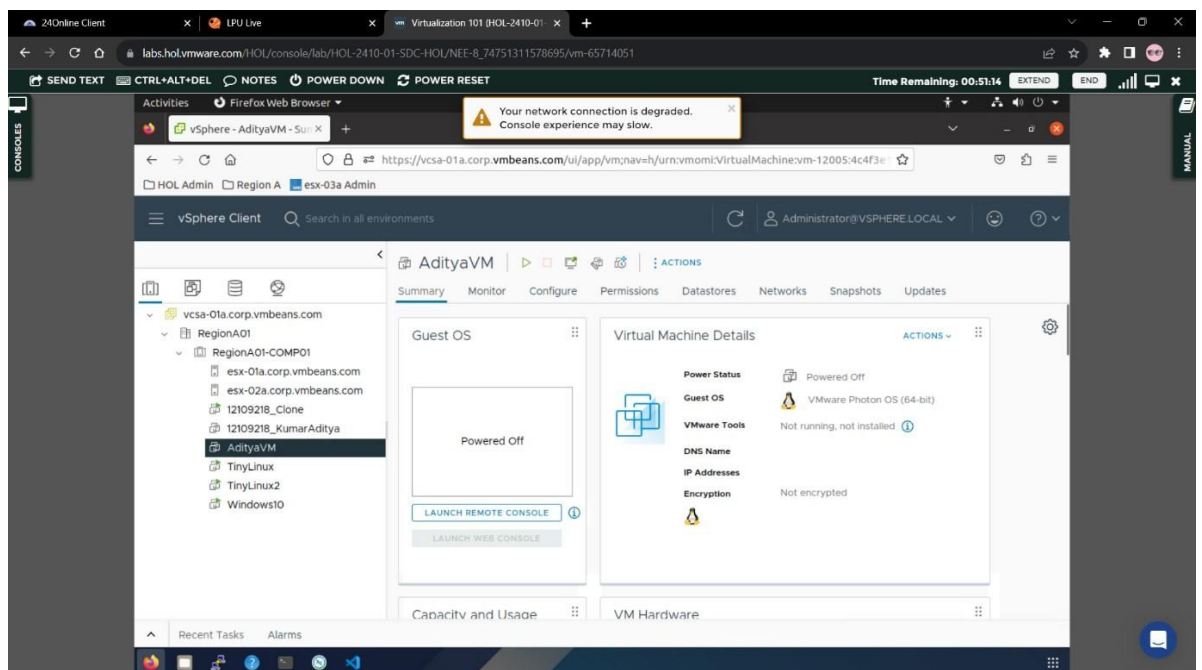 24Online Client
LPU Live
vm Virtualization 101 (HOL-2410-01-
labs.hol.vmware.com/HOL/console/lab/HOL-2410-01-SDC-HOL/NEE-8_74751311578695/vm-65714051
SEND TEXT CTRL+ALT+DEL NOTES POWER DOWN POWER RESET Time Remaining: 00:51:14 EXTEND END
CONSOLES
MANUAL
Activities Firefox Web Browser
Your network connection is degraded.
Console experience may slow.
vSphere - AdityaVM - Sum
https://vcsa-01a.corp.vmbeans.com/ui/app/vm;nav=h/urn:vmomi:VirtualMachine:vm-12005:4c4f3e
HOL Admin Region A esx-03a Admin
vSphere Client Search in all environments Administrator@VSPHERE.LOCAL
AdityaVM ACTIONS
Summary Monitor Configure Permissions Datastores Networks Snapshots Updates
vcsa-01a.corp.vmbeans.com
RegionA01
RegionA01-COMP01
esx-01a.corp.vmbeans.com
esx-02a.corp.vmbeans.com
12109218_Clone
12109218_KumarAditya
AdityaVM
TinyLinux
TinyLinux2
Windows10
Guest OS
Powered Off
LAUNCH REMOTE CONSOLE
LAUNCH WEB CONSOLE
Virtual Machine Details ACTIONS
Power Status Powered Off
Guest OS VMware Photon OS (64-bit)
VMware Tools Not running, not installed
DNS Name
IP Addresses
Encryption Not encrypted
Capacity and Usage
VM Hardware
Recent Tasks Alarms